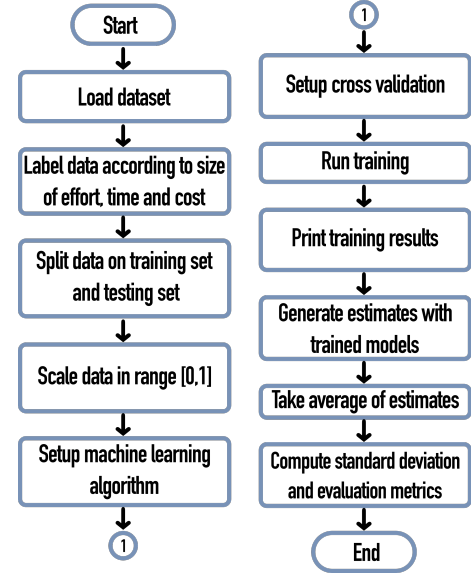 Start
Load dataset
Label data according to size
of effort, time and cost
Split data on training set
and testing set
Scale data in range [0,1]
Setup machine learning
algorithm
1
1
Setup cross validation
Run training
Print training results
Generate estimates with
trained models
Take average of estimates
Compute standard deviation
and evaluation metrics
End